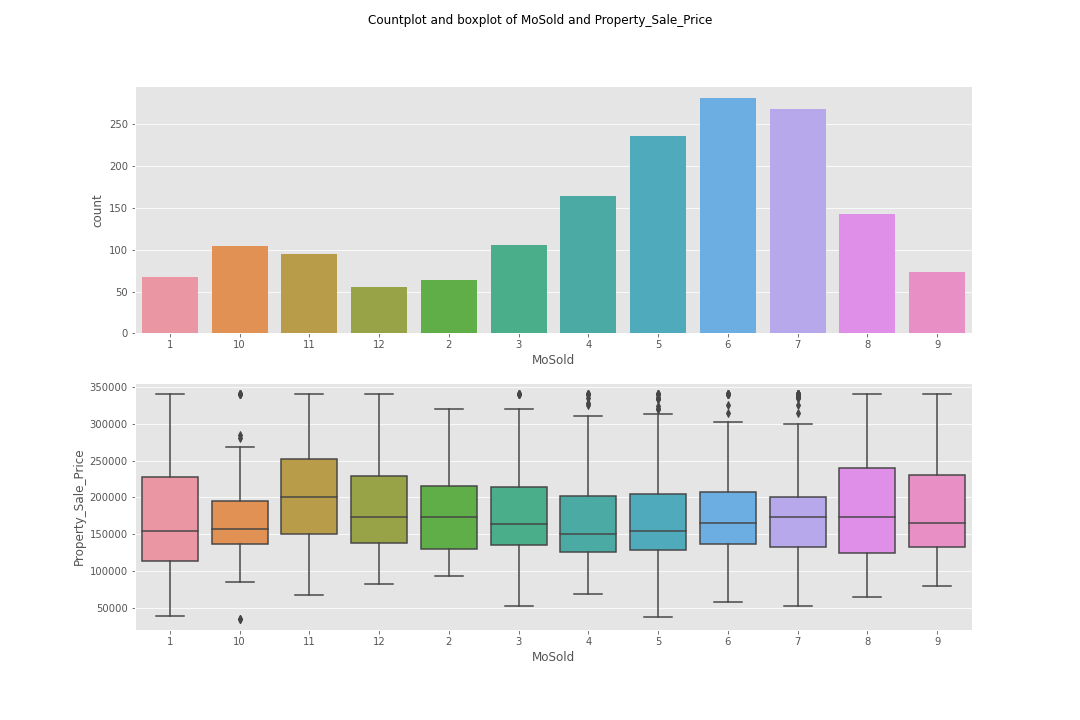 Countplot and boxplot of MoSold and Property_Sale_Price
250
200
150
100
50
0
count
1 10 11 12 2 3 4 5 6 7 8 9
MoSold
350000
300000
250000
200000
150000
100000
50000
Property_Sale_Price
1 10 11 12 2 3 4 5 6 7 8 9
MoSold